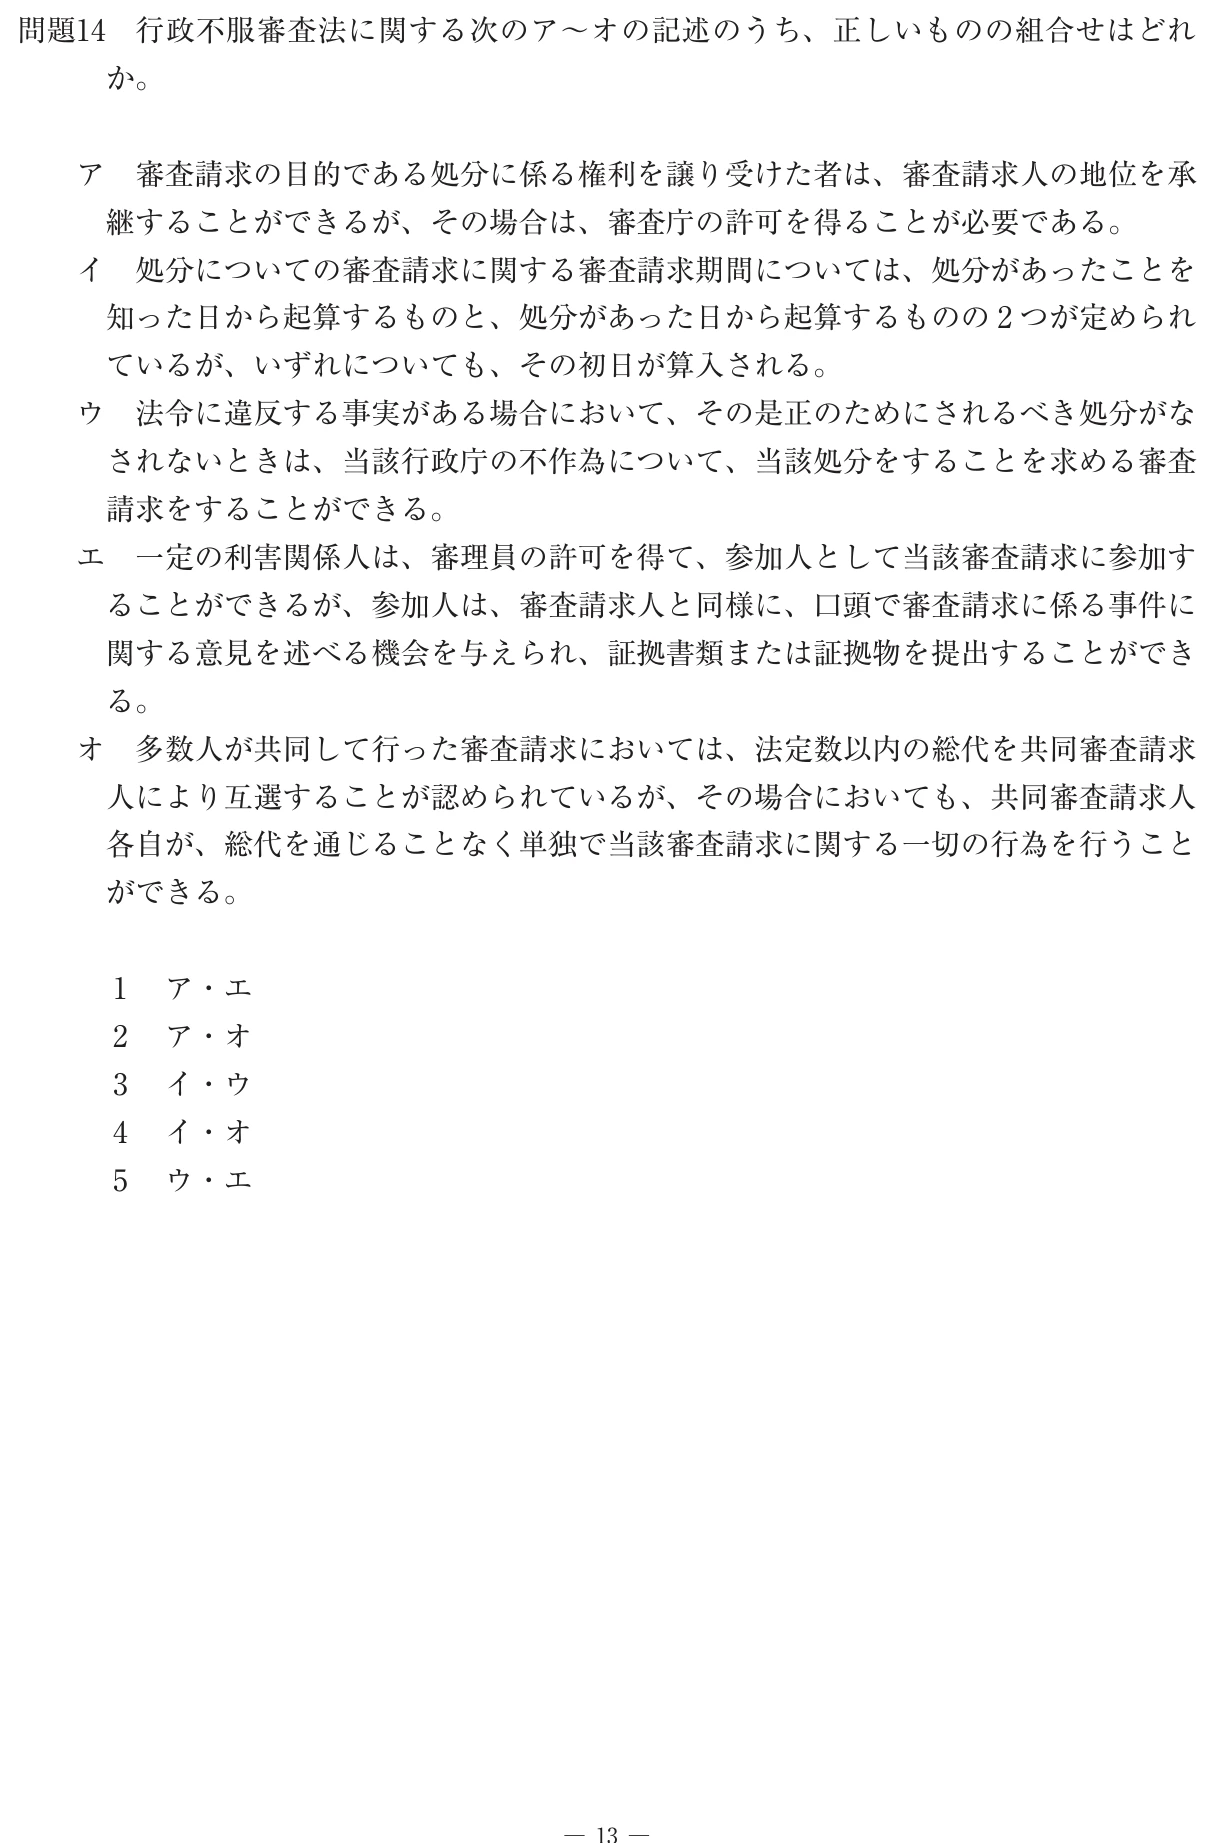 問題14　行政不服審査法に関する次のア～オの記述のうち、正しいものの組合せはどれ
か。
ア　審査請求の目的である処分に係る権利を譲り受けた者は、審査請求人の地位を承
継することができるが、その場合は、審査庁の許可を得ることが必要である。
イ　処分についての審査請求に関する審査請求期間については、処分があったことを
知った日から起算するものと、処分があった日から起算するものの２つが定められ
ているが、いずれについても、その初日が算入される。
ウ　法令に違反する事実がある場合において、その是正のためにされるべき処分がな
されないときは、当該行政庁の不作為について、当該処分をすることを求める審査
請求をすることができる。
エ　一定の利害関係人は、審理員の許可を得て、参加人として当該審査請求に参加す
ることができるが、参加人は、審査請求人と同様に、口頭で審査請求に係る事件に
関する意見を述べる機会を与えられ、証拠書類または証拠物を提出することができ
る。
オ　多数人が共同して行った審査請求においては、法定数以内の総代を共同審査請求
人により互選することが認められているが、その場合においても、共同審査請求人
各自が、総代を通じることなく単独で当該審査請求に関する一切の行為を行うこと
ができる。
1　ア・エ
2　ア・オ
3　イ・ウ
4　イ・オ
5　ウ・エ
― 13 ―